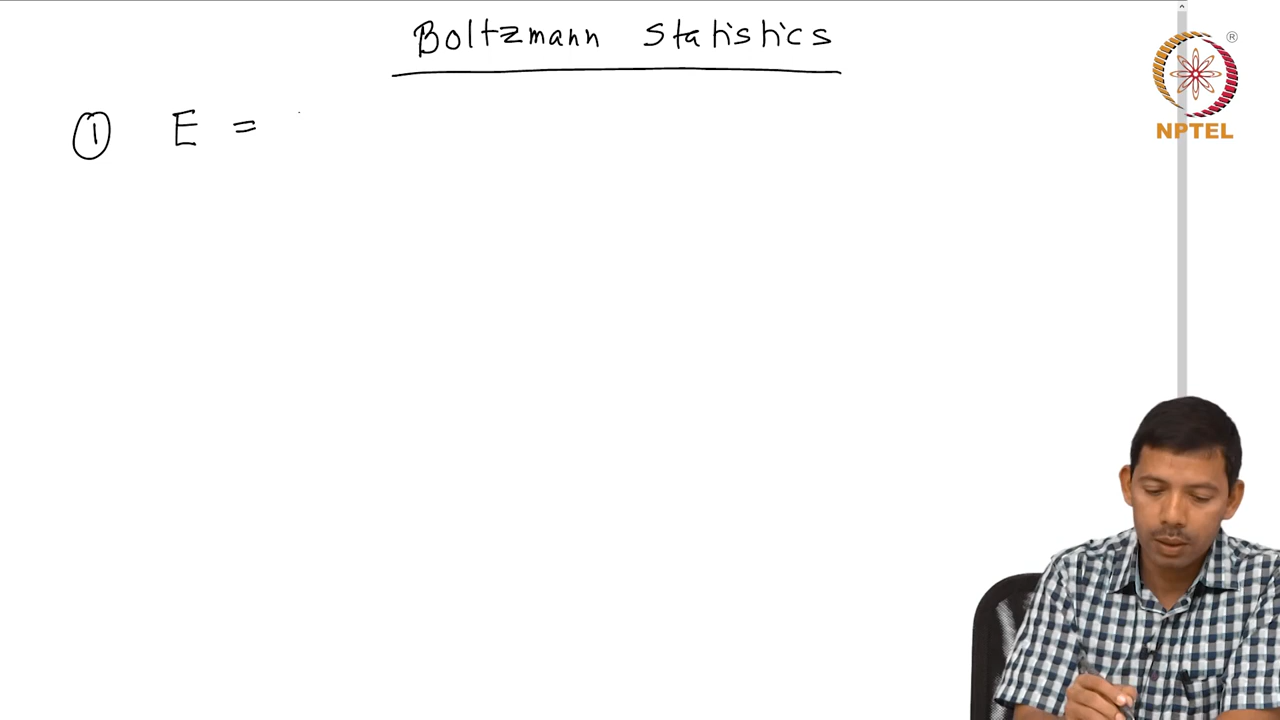 Boltzmann Statistics
① E =
®
NPTEL